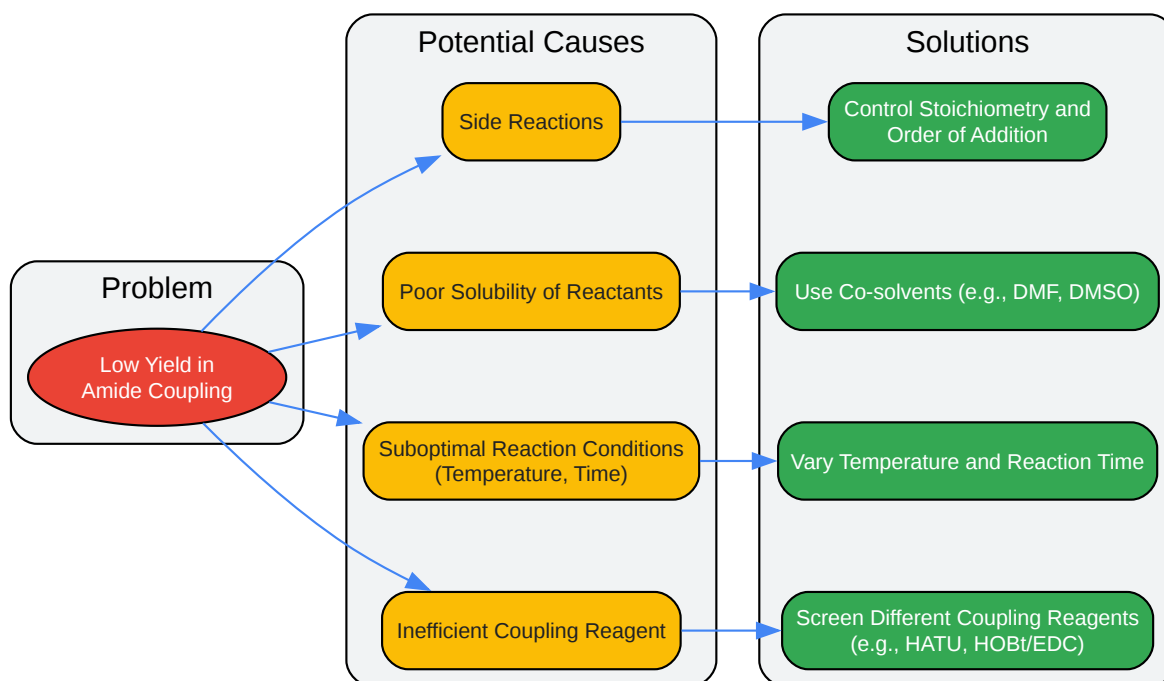 Problem
Low Yield in
Amide Coupling
Potential Causes
Side Reactions
Poor Solubility of Reactants
Suboptimal Reaction Conditions
(Temperature, Time)
Inefficient Coupling Reagent
Solutions
Control Stoichiometry and
Order of Addition
Use Co-solvents (e.g., DMF, DMSO)
Vary Temperature and Reaction Time
Screen Different Coupling Reagents
(e.g., HATU, HOBt/EDC)